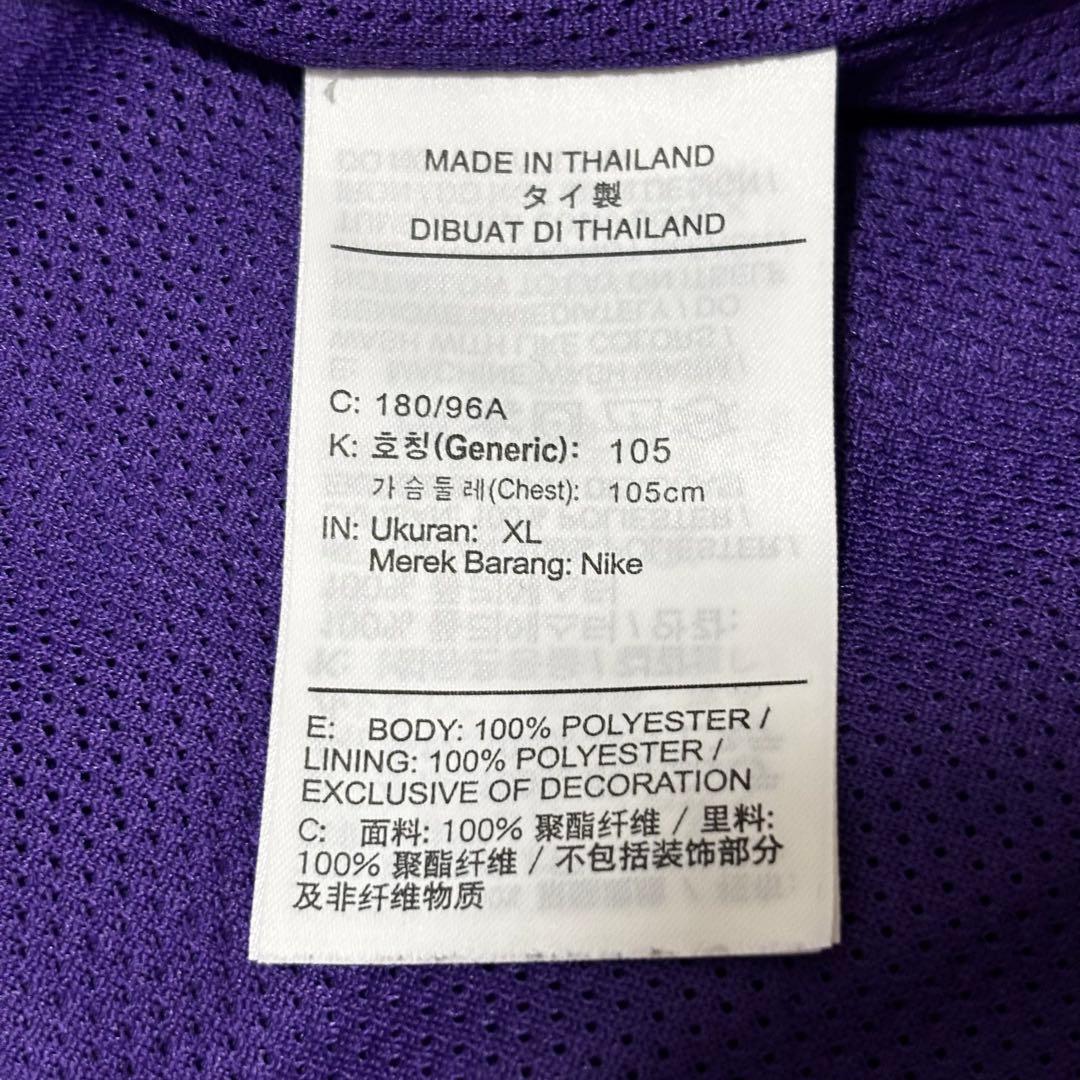 MADE IN THAILAND
タイ製
DIBUAT DI THAILAND
C: 180/96A
K: 호칭(Generic): 105
가슴둘레(Chest): 105cm
IN: Ukuran: XL
Merek Barang: Nike
E: BODY: 100% POLYESTER /
LINING: 100% POLYESTER /
EXCLUSIVE OF DECORATION
C: 面料: 100% 聚酯纤维 / 里料:
100% 聚酯纤维 / 不包括装饰部分
及非纤维物质